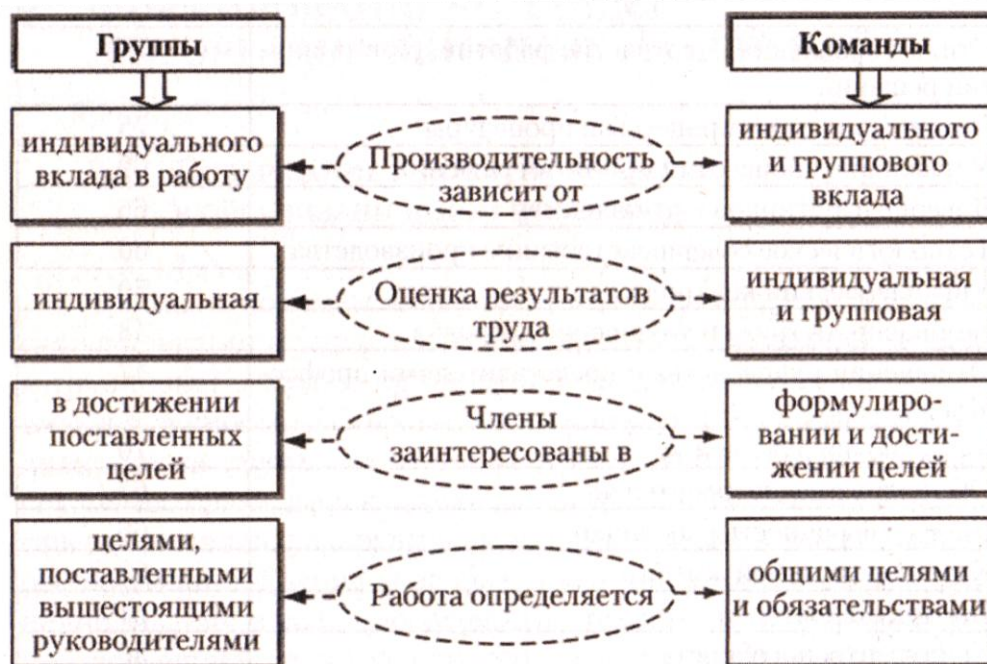 Группы
Команды
индивидуального
вклада в работу
Производительность
зависит от
индивидуального
и группового
вклада
индивидуальная
Оценка результатов
труда
индивидуальная
и групповая
в достижении
поставленных
целей
Члены
заинтересованы в
формулиро-
вании и дости-
жении целей
целями,
поставленными
вышестоящими
руководителями
Работа определяется
общими целями
и обязательствами